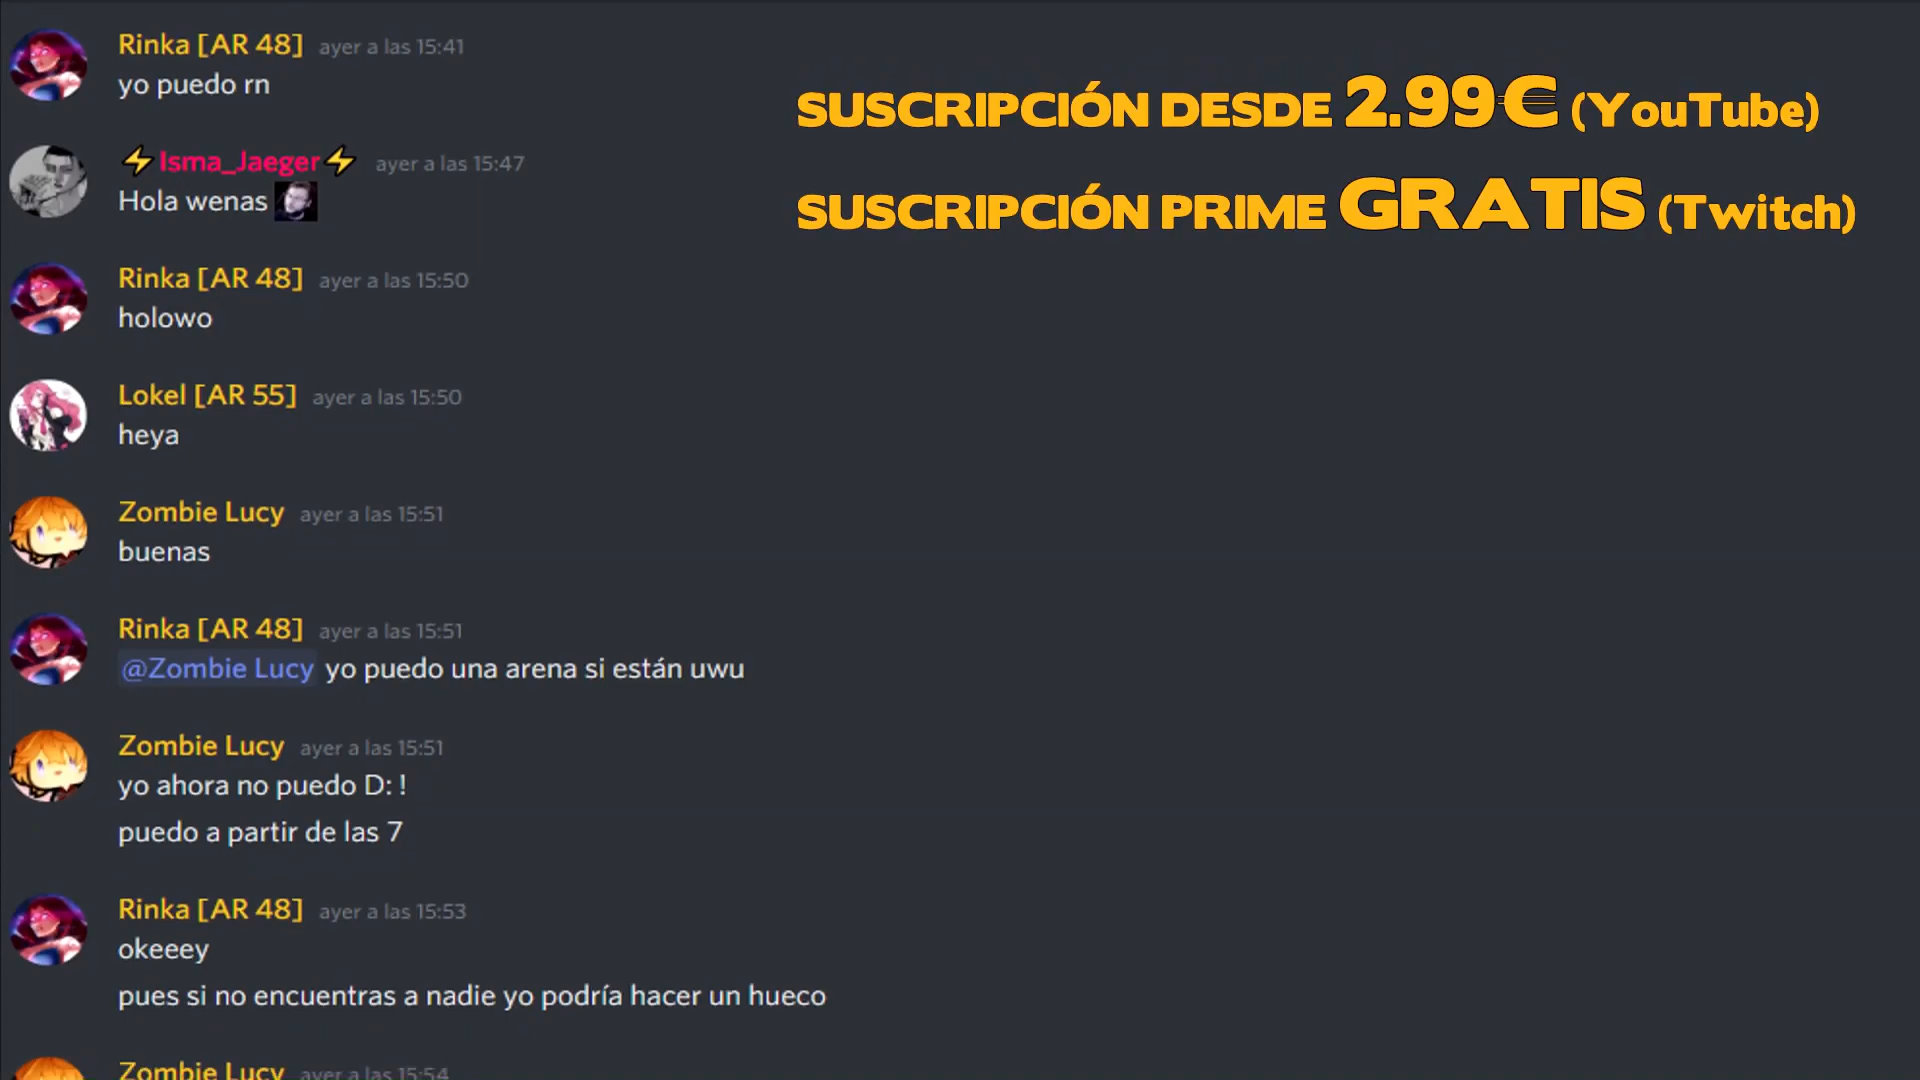 Rinka [AR 48] ayer a las 15:41
yo puedo rn
SUSCRIPCIÓN DESDE 2.99€ (YouTube)
⚡Isma_Jaeger⚡ ayer a las 15:47
Hola wenas
SUSCRIPCIÓN PRIME GRATIS (Twitch)
Rinka [AR 48] ayer a las 15:50
holowo
Lokel [AR 55] ayer a las 15:50
heya
Zombie Lucy ayer a las 15:51
buenas
Rinka [AR 48] ayer a las 15:51
@Zombie Lucy yo puedo una arena si están uwu
Zombie Lucy ayer a las 15:51
yo ahora no puedo D: !
puedo a partir de las 7
Rinka [AR 48] ayer a las 15:53
okeeey
pues si no encuentras a nadie yo podría hacer un hueco
Zombie Lucy ayer a las 15:54